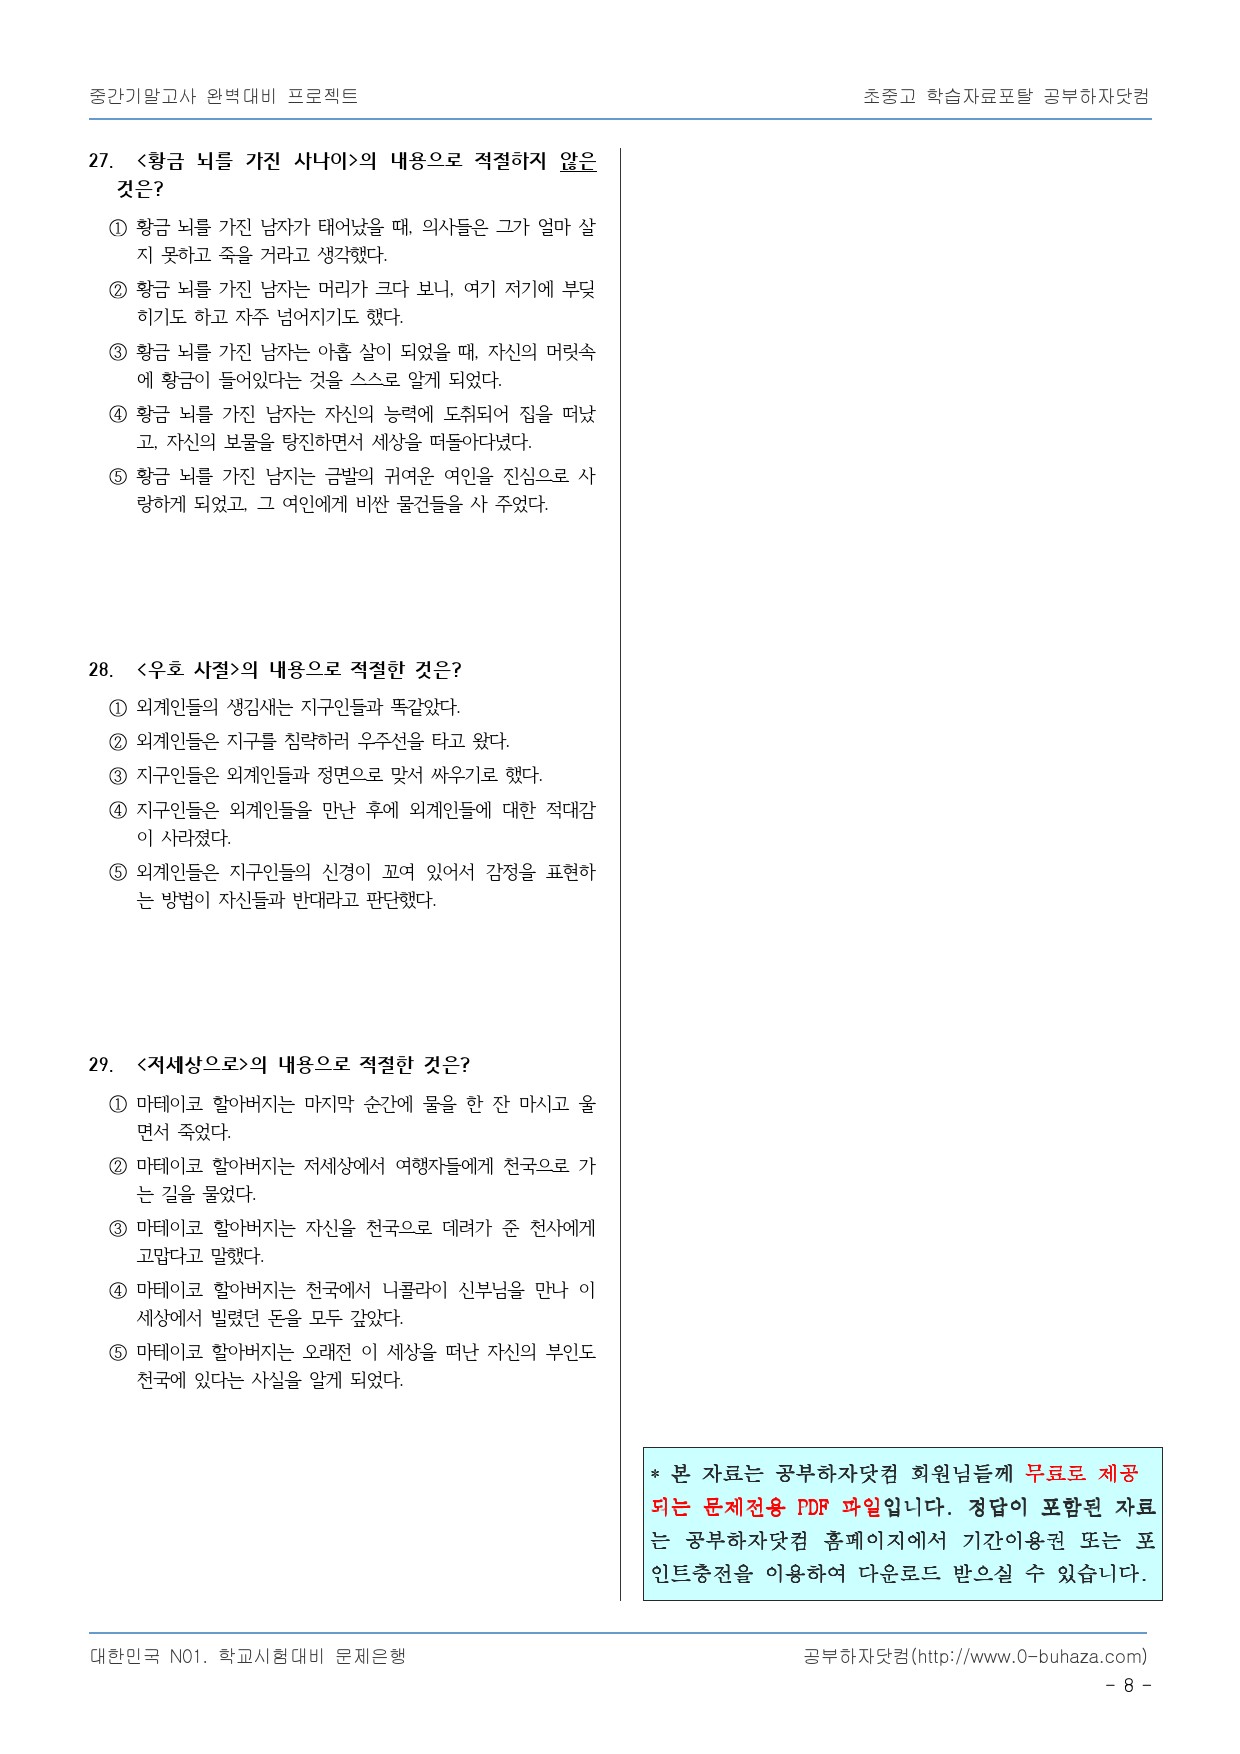 중간기말고사 완벽대비 프로젝트
초중고 학습자료포탈 공부하자닷컴
27. <황금 뇌를 가진 사나이>의 내용으로 적절하지 않은
것은?
① 황금 뇌를 가진 남자가 태어났을 때, 의사들은 그가 얼마 살
지 못하고 죽을 거라고 생각했다.
② 황금 뇌를 가진 남자는 머리가 크다 보니, 여기 저기에 부딪
히기도 하고 자주 넘어지기도 했다.
③ 황금 뇌를 가진 남자는 아홉 살이 되었을 때, 자신의 머릿속
에 황금이 들어있다는 것을 스스로 알게 되었다.
④ 황금 뇌를 가진 남자는 자신의 능력에 도취되어 집을 떠났
고, 자신의 보물을 탕진하면서 세상을 떠돌아다녔다.
⑤ 황금 뇌를 가진 남지는 금발의 귀여운 여인을 진심으로 사
랑하게 되었고, 그 여인에게 비싼 물건들을 사 주었다.
28. <우호 사절>의 내용으로 적절한 것은?
① 외계인들의 생김새는 지구인들과 똑같았다.
② 외계인들은 지구를 침략하러 우주선을 타고 왔다.
③ 지구인들은 외계인들과 정면으로 맞서 싸우기로 했다.
④ 지구인들은 외계인들을 만난 후에 외계인들에 대한 적대감
이 사라졌다.
⑤ 외계인들은 지구인들의 신경이 꼬여 있어서 감정을 표현하
는 방법이 자신들과 반대라고 판단했다.
29. <저세상으로>의 내용으로 적절한 것은?
① 마테이코 할아버지는 마지막 순간에 물을 한 잔 마시고 울
면서 죽었다.
② 마테이코 할아버지는 저세상에서 여행자들에게 천국으로 가
는 길을 물었다.
③ 마테이코 할아버지는 자신을 천국으로 데려가 준 천사에게
고맙다고 말했다.
④ 마테이코 할아버지는 천국에서 니콜라이 신부님을 만나 이
세상에서 빌렸던 돈을 모두 갚았다.
⑤ 마테이코 할아버지는 오래전 이 세상을 떠난 자신의 부인도
천국에 있다는 사실을 알게 되었다.
* 본 자료는 공부하자닷컴 회원님들께 무료로 제공
되는 문제전용 PDF 파일입니다. 정답이 포함된 자료
는 공부하자닷컴 홈페이지에서 기간이용권 또는 포
인트충전을 이용하여 다운로드 받으실 수 있습니다.
대한민국 N01. 학교시험대비 문제은행
공부하자닷컴(http://www.0-buhaza.com)
- 8 -